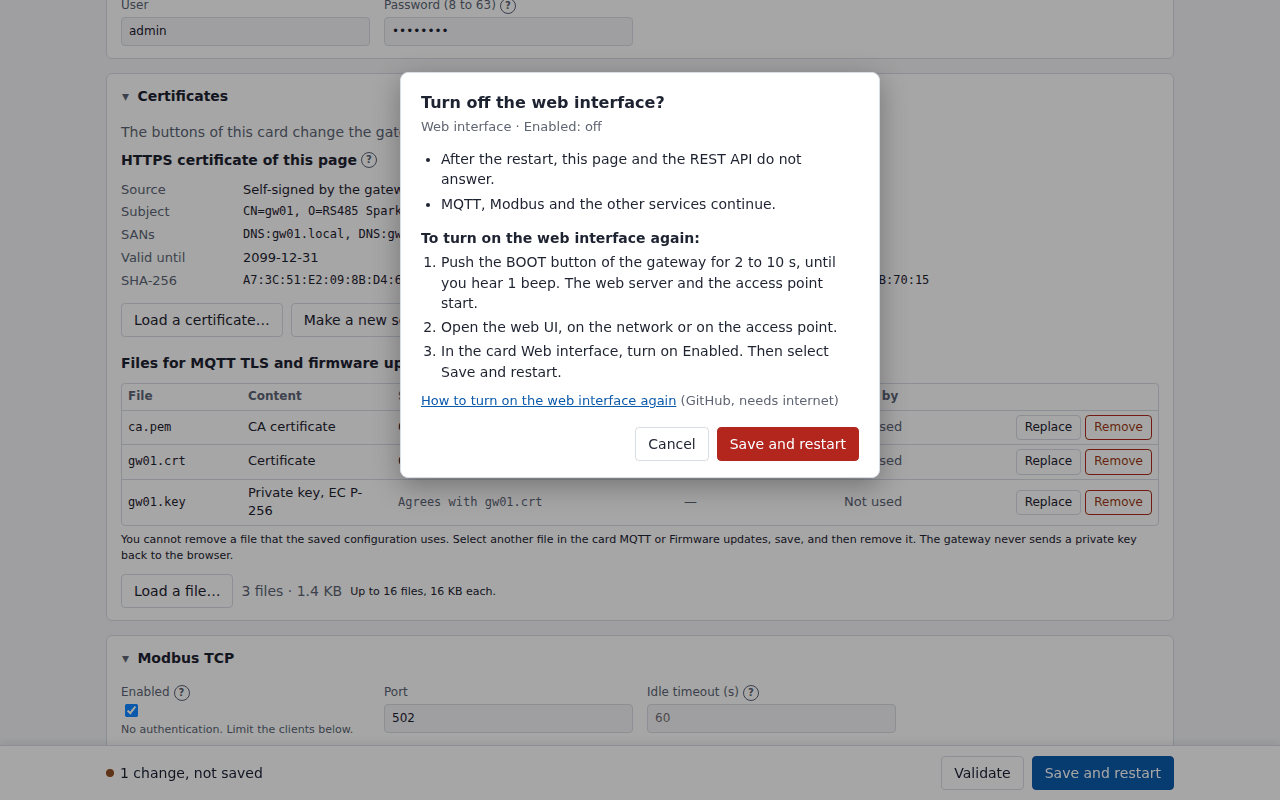 User
Password (8 to 63) ?
admin
••••••••
▼ Certificates
The buttons of this card change the
HTTPS certificate of this page ?
Source Self-signed by the
Subject CN=gw01, O=RS485
SANs DNS:gw01.local,
Valid until 2099-12-31
SHA-256 A7:3C:51:E2:09:8B:D4:
:70:15
Load a certificate…
Make a new
Files for MQTT TLS and firmware
File Content by
ca.pem CA certificate Replace Remove
gw01.crt Certificate Replace Remove
gw01.key Private key, EC P-
256
Agrees with gw01.crt — Not used Replace Remove
You cannot remove a file that the saved configuration uses. Select another file in the card MQTT or Firmware updates, save, and then remove it. The gateway never sends a private key
back to the browser.
Load a file… 3 files · 1.4 KB Up to 16 files, 16 KB each.
▼ Modbus TCP
Enabled ? Port Idle timeout (s) ?
502 60
No authentication. Limit the clients below.
Turn off the web interface?
Web interface · Enabled: off
• After the restart, this page and the REST API do not
answer.
• MQTT, Modbus and the other services continue.
To turn on the web interface again:
1. Push the BOOT button of the gateway for 2 to 10 s, until
you hear 1 beep. The web server and the access point
start.
2. Open the web UI, on the network or on the access point.
3. In the card Web interface, turn on Enabled. Then select
Save and restart.
How to turn on the web interface again (GitHub, needs internet)
Cancel Save and restart
1 change, not saved
Validate Save and restart